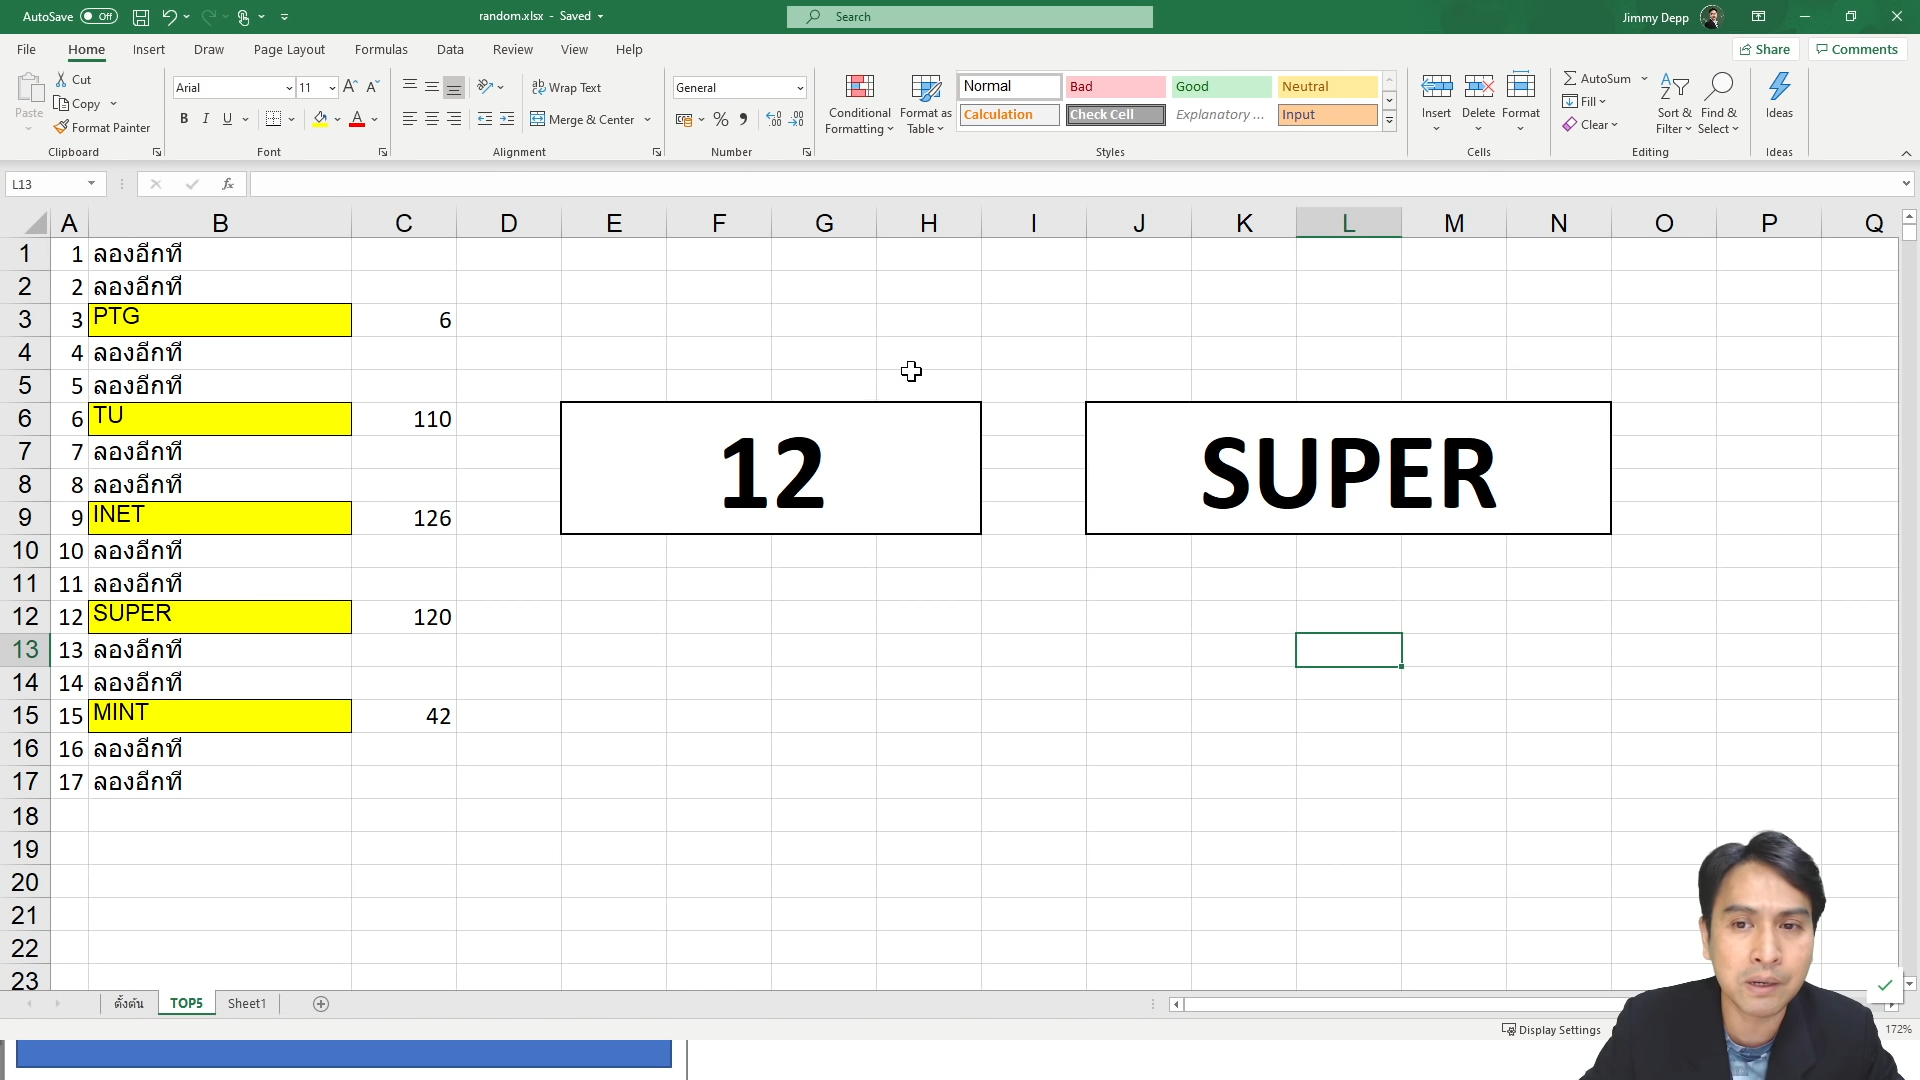 AutoSave Off random.xlsx - Saved Search Jimmy Depp
File Home Insert Draw Page Layout Formulas Data Review View Help Share Comments
Paste Cut Copy Format Painter Clipboard
Arial 11 A A B I U A Font
Wrap Text Merge & Center Alignment
General % , Number
Conditional Formatting Format as Table
Normal Bad Good Neutral
Calculation Check Cell Explanatory ... Input
Styles
Insert Delete Format Cells
AutoSum Fill Clear Sort & Filter Find & Select Editing
Ideas Ideas
L13 fx
A B C D E F G H I J K L M N O P Q
1 1 ลองอีกที
2 2 ลองอีกที
3 3 PTG 6
4 4 ลองอีกที
5 5 ลองอีกที
6 6 TU 110
7 7 ลองอีกที
8 8 ลองอีกที
12 SUPER
9 9 INET 126
10 10 ลองอีกที
11 11 ลองอีกที
12 12 SUPER 120
13 13 ลองอีกที
14 14 ลองอีกที
15 15 MINT 42
16 16 ลองอีกที
17 17 ลองอีกที
18
19
20
21
22
23
ตั้งต้น TOP5 Sheet1
Display Settings 172%